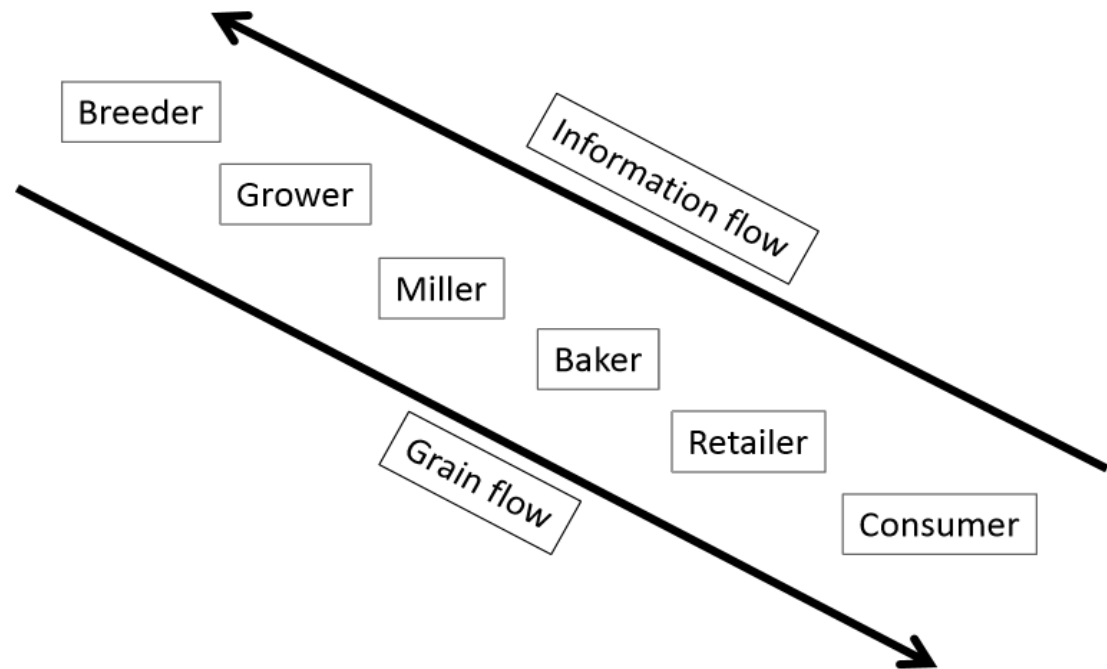 Breeder
Grower
Information flow
Miller
Baker
Retailer
Grain flow
Consumer